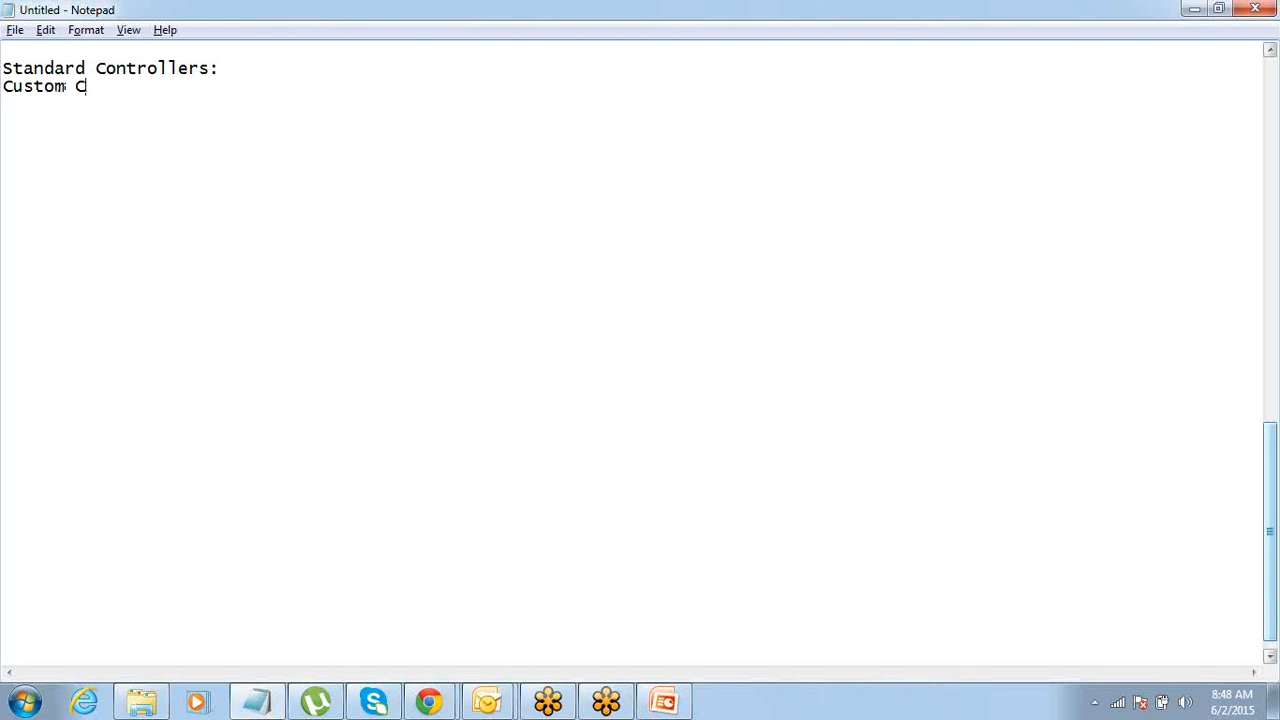 Untitled - Notepad
File Edit Format View Help
Standard Controllers:
Custom C
8:48 AM
6/2/2015